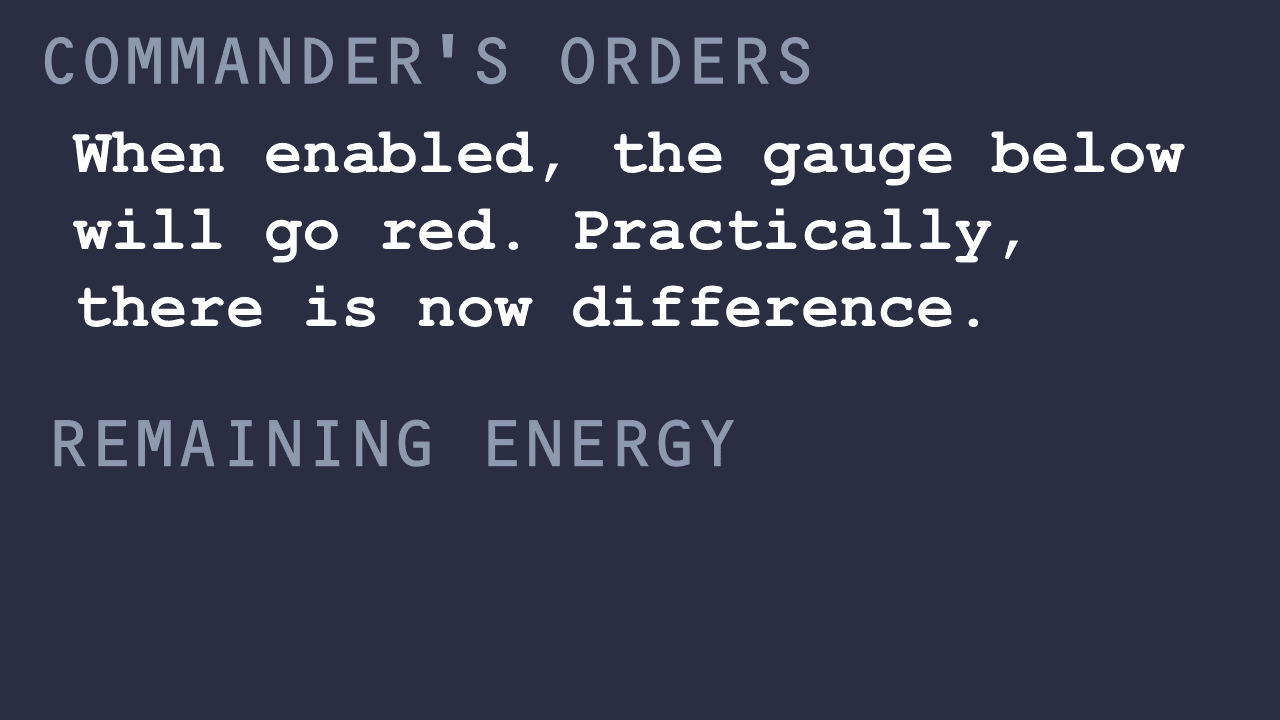 COMMANDER'S ORDERS
When enabled, the gauge below
will go red. Practically,
there is now difference.
REMAINING ENERGY